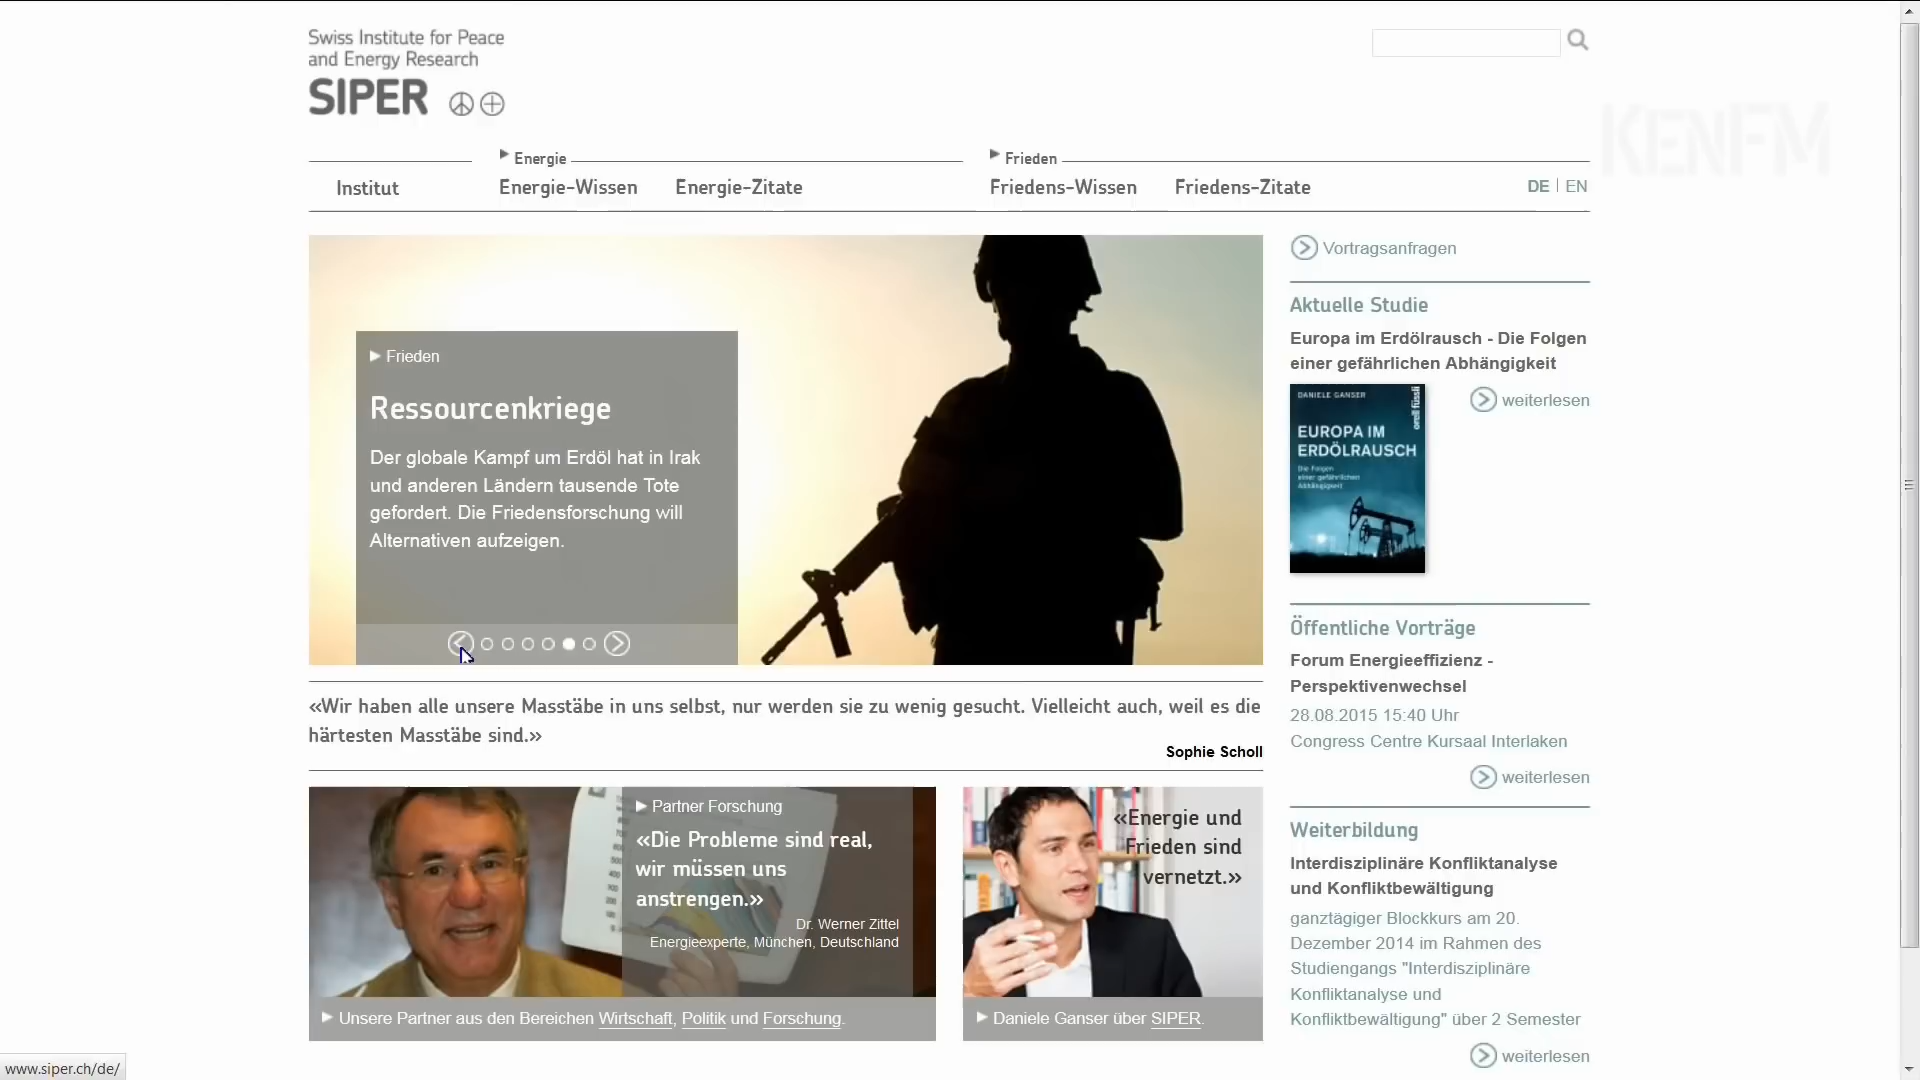 Swiss Institute for Peace
and Energy Research
SIPER
KENFM
Energie
Frieden
Institut
Energie-Wissen
Energie-Zitate
Friedens-Wissen
Friedens-Zitate
DE | EN
Frieden
Ressourcenkriege
Der globale Kampf um Erdöl hat in Irak
und anderen Ländern tausende Tote
gefordert. Die Friedensforschung will
Alternativen aufzeigen.
«Wir haben alle unsere Masstäbe in uns selbst, nur werden sie zu wenig gesucht. Vielleicht auch, weil es die
härtesten Masstäbe sind.»
Sophie Scholl
Partner Forschung
«Die Probleme sind real,
wir müssen uns
anstrengen.»
Dr. Werner Zittel
Energieexperte, München, Deutschland
Unsere Partner aus den Bereichen Wirtschaft, Politik und Forschung.
«Energie und
Frieden sind
vernetzt.»
Daniele Ganser über SIPER.
Vortragsanfragen
Aktuelle Studie
Europa im Erdölrausch - Die Folgen
einer gefährlichen Abhängigkeit
DANIELE GANSER
orell füssli
EUROPA IM
ERDÖLRAUSCH
Die Folgen
einer gefährlichen
Abhängigkeit
weiterlesen
Öffentliche Vorträge
Forum Energieeffizienz -
Perspektivenwechsel
28.08.2015 15:40 Uhr
Congress Centre Kursaal Interlaken
weiterlesen
Weiterbildung
Interdisziplinäre Konfliktanalyse
und Konfliktbewältigung
ganztägiger Blockkurs am 20.
Dezember 2014 im Rahmen des
Studiengangs "Interdisziplinäre
Konfliktanalyse und
Konfliktbewältigung" über 2 Semester
weiterlesen
www.siper.ch/de/